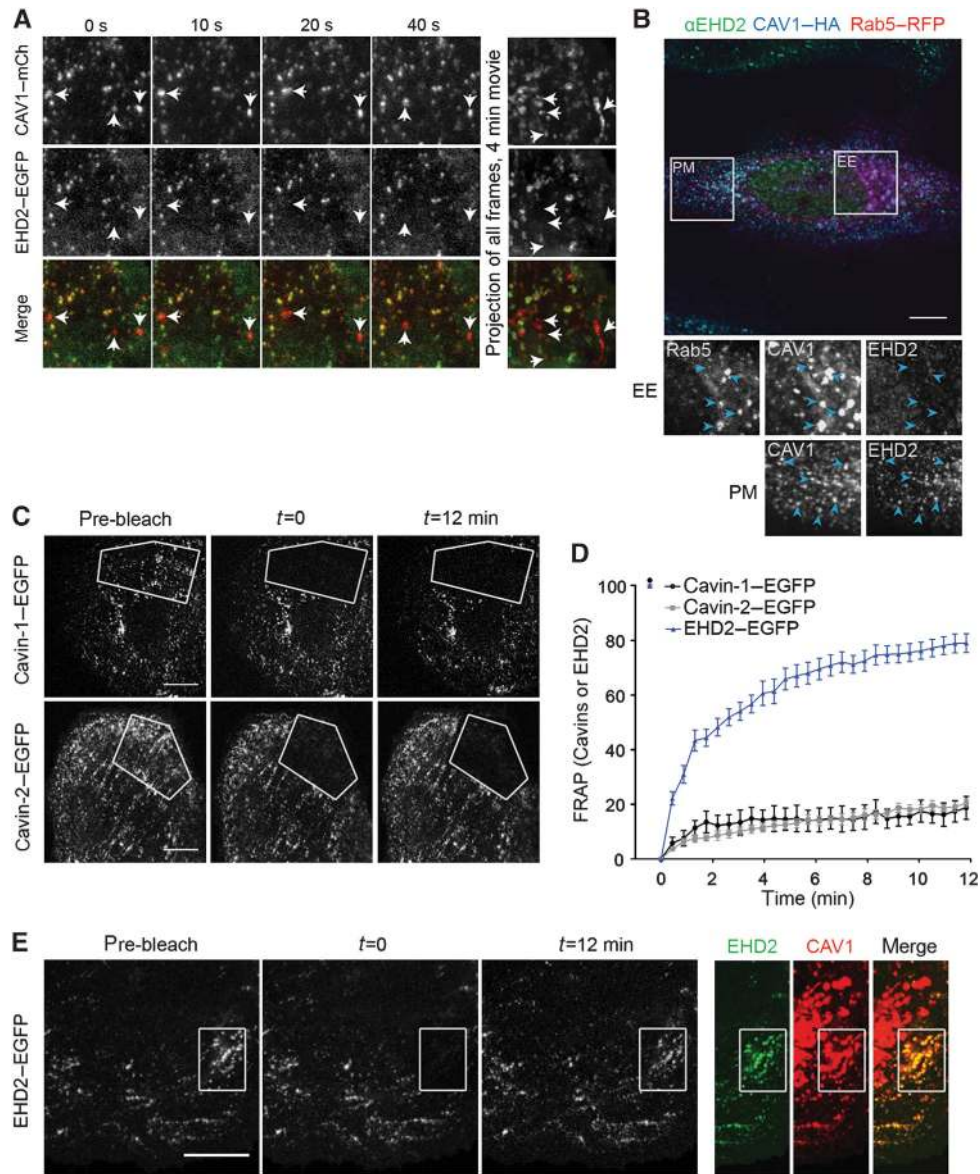 A
0 s 10 s 20 s 40 s
CAV1–mCh
EHD2–EGFP
Merge
Projection of all frames, 4 min movie
B
αEHD2 CAV1–HA Rab5–RFP
PM
EE
EE
Rab5 CAV1 EHD2
PM
CAV1 EHD2
C
Pre-bleach t=0 t=12 min
Cavin-1–EGFP
Cavin-2–EGFP
D
Cavin-1–EGFP
Cavin-2–EGFP
EHD2–EGFP
FRAP (Cavins or EHD2)
100
80
60
40
20
0
0 2 4 6 8 10 12
Time (min)
E
Pre-bleach t=0 t=12 min EHD2 CAV1 Merge
EHD2–EGFP